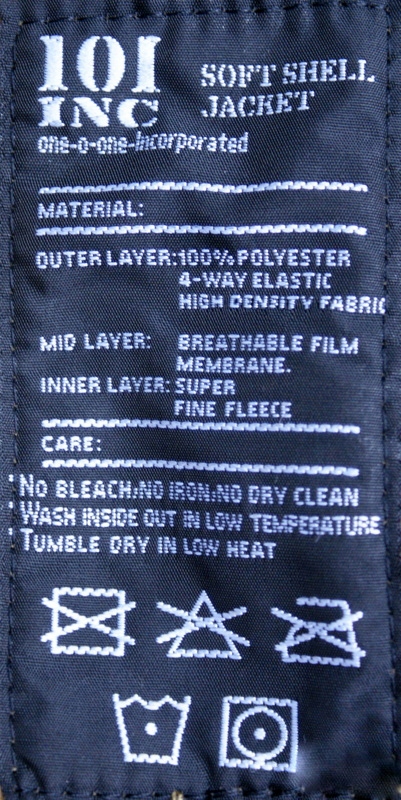 101
INC
SOFT SHELL
JACKET
one-o-one-incorporated
MATERIAL:
OUTER LAYER:100%POLYESTER
4-WAY ELASTIC
HIGH DENSITY FABRIC
MID LAYER: BREATHABLE FILM
MEMBRANE.
INNER LAYER:SUPER
FINE FLEECE
CARE:
NO BLEACH;NO IRON;NO DRY CLEAN
WASH INSIDE OUT IN LOW TEMPERATURE
TUMBLE DRY IN LOW HEAT